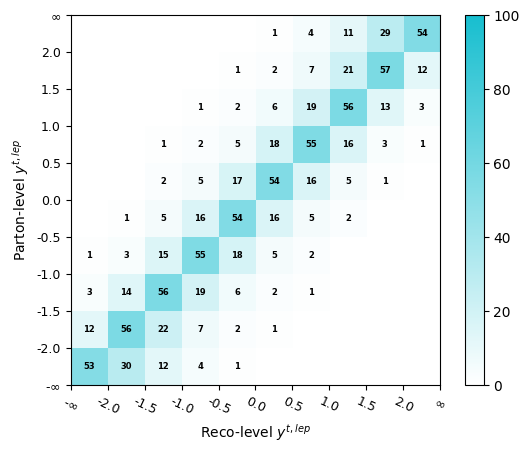 ∞
2.0
1.5
1.0
0.5
0.0
-0.5
-1.0
-1.5
-2.0
-∞
Parton-level y^{t,lep}
1 4 11 29 54
1 2 7 21 57 12
1 2 6 19 56 13 3
1 2 5 18 55 16 3 1
2 5 17 54 16 5 1
1 5 16 54 16 5 2
1 3 15 55 18 5 2
3 14 56 19 6 2 1
12 56 22 7 2 1
53 30 12 4 1
-∞ -2.0 -1.5 -1.0 -0.5 0.0 0.5 1.0 1.5 2.0 ∞
Reco-level y^{t,lep}
100
80
60
40
20
0